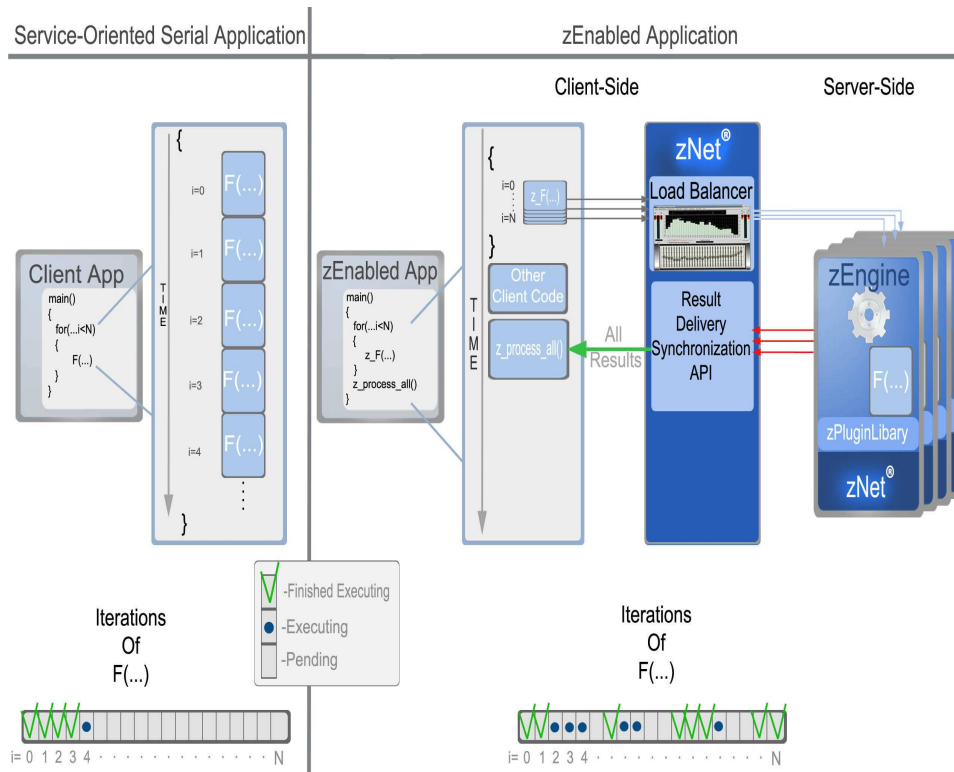 Service-Oriented Serial Application
zEnabled Application
Client-Side
Server-Side
Client App
main()
{
for(...i<N)
{
F(...)
}
}
TIME
{
i=0
F(...)
i=1
F(...)
i=2
F(...)
i=3
F(...)
i=4
F(...)
......
}
zEnabled App
main()
{
for(...i<N)
{
z_F(...)
}
z_process_all()
}
TIME
{
i=0
z_F(...)
i=N
}
Other
Client Code
z_process_all()
All
Results
zNet®
Load Balancer
Result
Delivery
Synchronization
API
zEngine
F(...)
zPluginLibary
zNet®
-Finished Executing
-Executing
-Pending
Iterations
Of
F(...)
i= 0 1 2 3 4 . . . . . . . . . . . . . . N
Iterations
Of
F(...)
i= 0 1 2 3 4 . . . . . . . . . . . . . . N